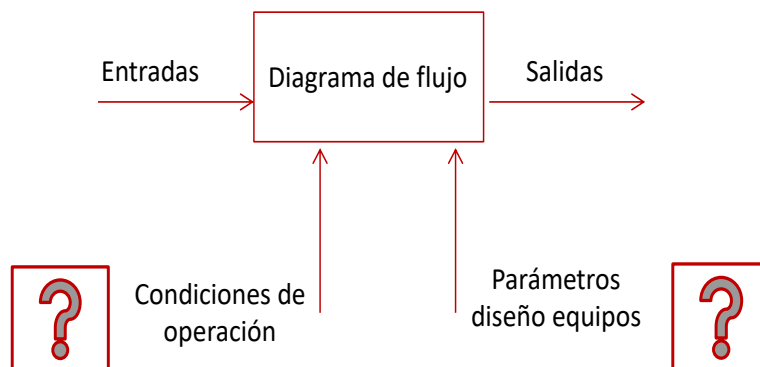 Entradas
Diagrama de flujo
Salidas
Condiciones de
operación
Parámetros
diseño equipos
?
?